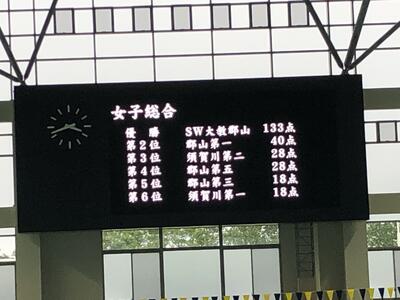 女子総合
優勝 SW大教郡山 133点
第2位 郡山第一 40点
第3位 須賀川第二 28点
第4位 郡山第五 28点
第5位 郡山第三 18点
第6位 須賀川第一 18点